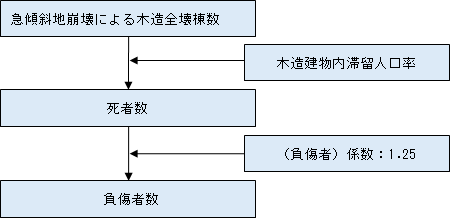 急傾斜地崩壊による木造全壊棟数
木造建物内滞留人口率
死者数
（負傷者）係数：1.25
負傷者数